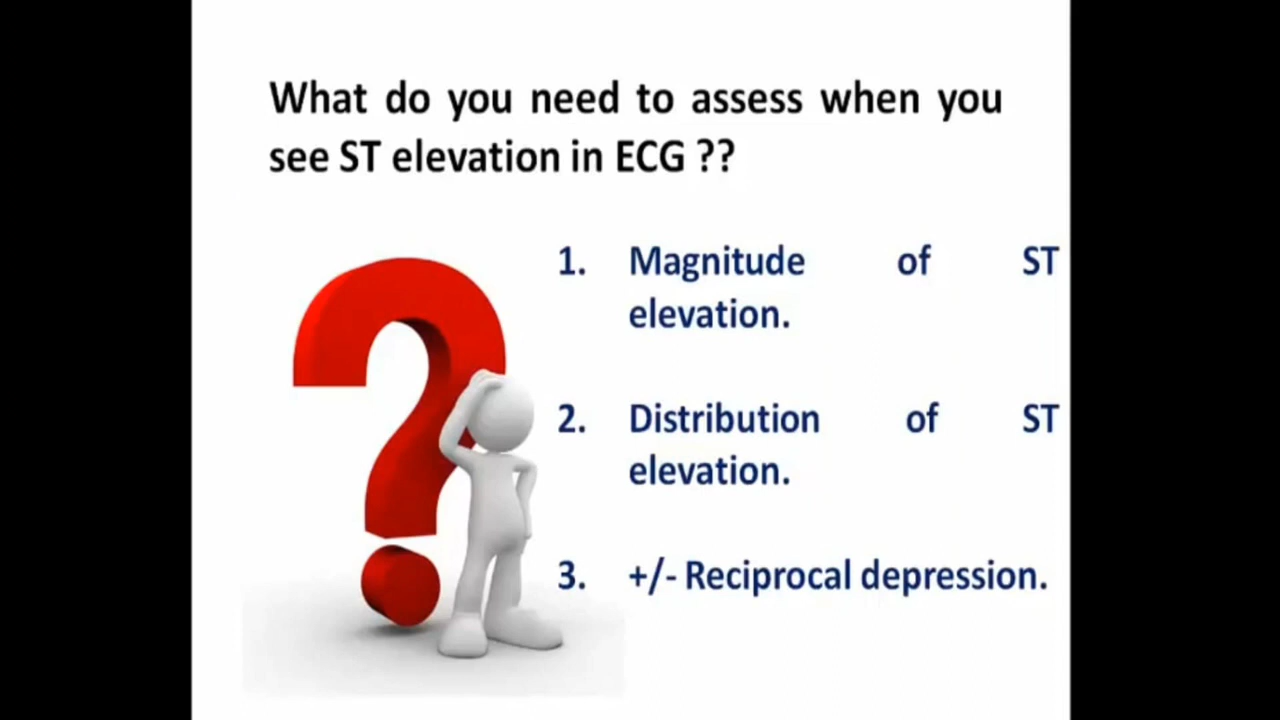 What do you need to assess when you
see ST elevation in ECG ??
1. Magnitude of ST
elevation.
2. Distribution of ST
elevation.
3. +/- Reciprocal depression.